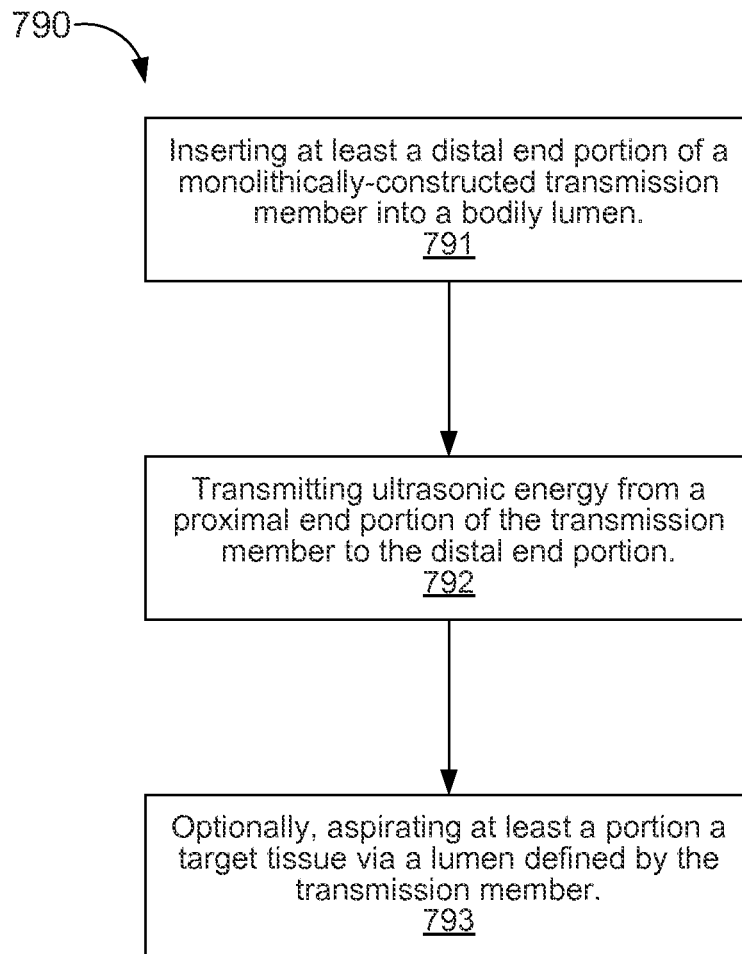 790
Inserting at least a distal end portion of a
monolithically-constructed transmission
member into a bodily lumen.
791
Transmitting ultrasonic energy from a
proximal end portion of the transmission
member to the distal end portion.
792
Optionally, aspirating at least a portion a
target tissue via a lumen defined by the
transmission member.
793